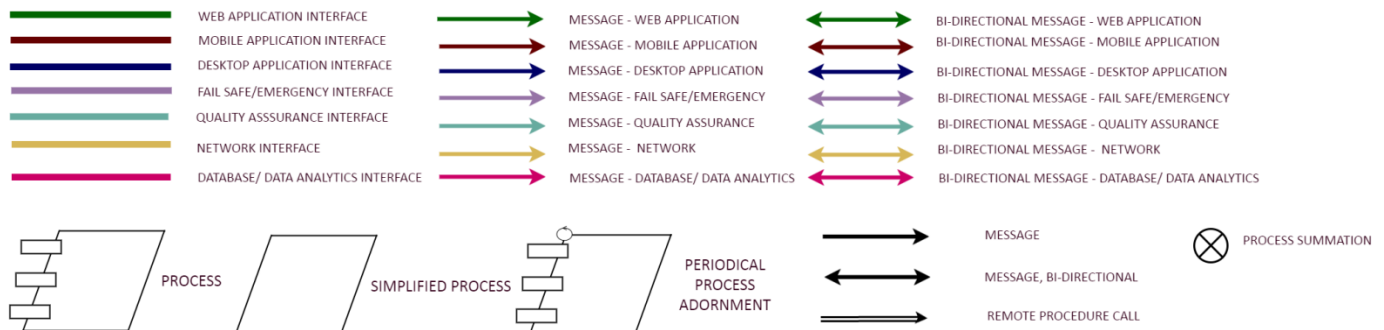 WEB APPLICATION INTERFACE
MESSAGE - WEB APPLICATION
BI-DIRECTIONAL MESSAGE - WEB APPLICATION
MOBILE APPLICATION INTERFACE
MESSAGE - MOBILE APPLICATION
BI-DIRECTIONAL MESSAGE - MOBILE APPLICATION
DESKTOP APPLICATION INTERFACE
MESSAGE - DESKTOP APPLICATION
BI-DIRECTIONAL MESSAGE - DESKTOP APPLICATION
FAIL SAFE/EMERGENCY INTERFACE
MESSAGE - FAIL SAFE/EMERGENCY
BI-DIRECTIONAL MESSAGE - FAIL SAFE/EMERGENCY
QUALITY ASSSURANCE INTERFACE
MESSAGE - QUALITY ASSURANCE
BI-DIRECTIONAL MESSAGE - QUALITY ASSURANCE
NETWORK INTERFACE
MESSAGE - NETWORK
BI-DIRECTIONAL MESSAGE - NETWORK
DATABASE/ DATA ANALYTICS INTERFACE
MESSAGE - DATABASE/ DATA ANALYTICS
BI-DIRECTIONAL MESSAGE - DATABASE/ DATA ANALYTICS
PROCESS
SIMPLIFIED PROCESS
PERIODICAL
PROCESS
ADORNMENT
MESSAGE
MESSAGE, BI-DIRECTIONAL
REMOTE PROCEDURE CALL
PROCESS SUMMATION